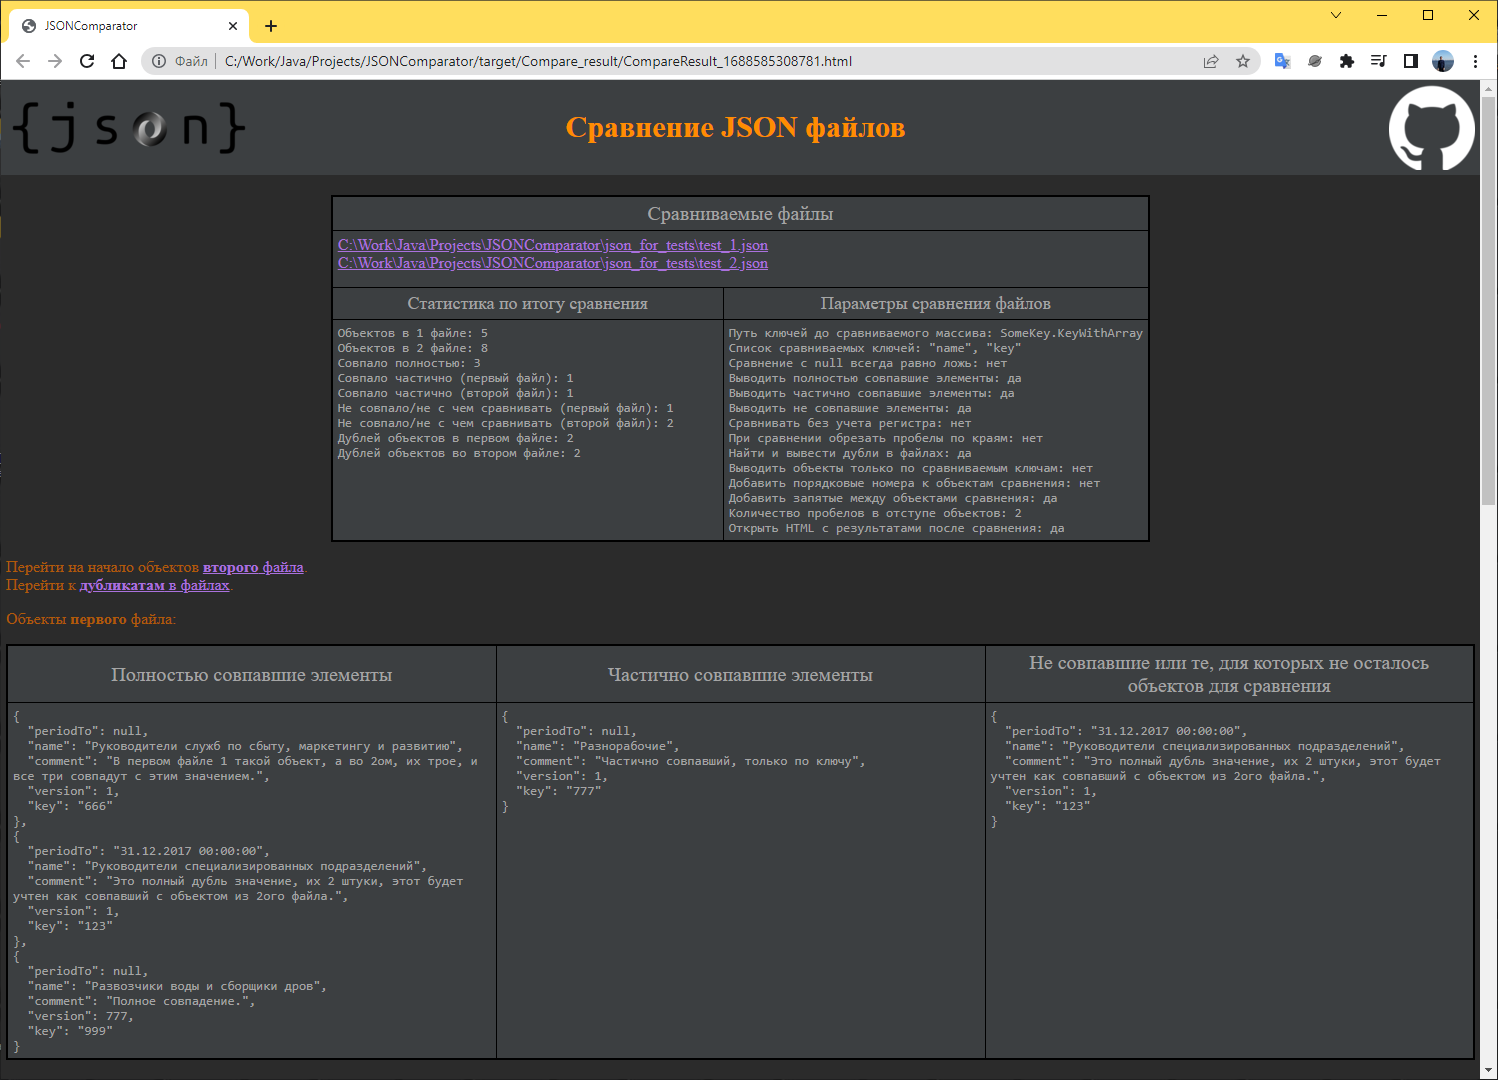 JSONComparator
Файл
C:/Work/Java/Projects/JSONComparator/target/Compare_result/CompareResult_1688585308781.html
{json}
Сравнение JSON файлов
Сравниваемые файлы
C:\Work\Java\Projects\JSONComparator\json_for_tests\test_1.json
C:\Work\Java\Projects\JSONComparator\json_for_tests\test_2.json
Статистика по итогу сравнения
Объектов в 1 файле: 5
Объектов в 2 файле: 8
Совпало полностью: 3
Совпало частично (первый файл): 1
Совпало частично (второй файл): 1
Не совпало/не с чем сравнивать (первый файл): 1
Не совпало/не с чем сравнивать (второй файл): 2
Дублей объектов в первом файле: 2
Дублей объектов во втором файле: 2
Параметры сравнения файлов
Путь ключей до сравниваемого массива: SomeKey.KeyWithArray
Список сравниваемых ключей: "name", "key"
Сравнение с null всегда равно ложь: нет
Выводить полностью совпавшие элементы: да
Выводить частично совпавшие элементы: да
Выводить не совпавшие элементы: да
Сравнивать без учета регистра: нет
При сравнении обрезать пробелы по краям: нет
Найти и вывести дубли в файлах: да
Выводить объекты только по сравниваемым ключам: нет
Добавить порядковые номера к объектам сравнения: нет
Добавить запятые между объектами сравнения: да
Количество пробелов в отступе объектов: 2
Открыть HTML с результатами после сравнения: да
Перейти на начало объектов второго файла.
Перейти к дубликатам в файлах.
Объекты первого файла:
Полностью совпавшие элементы
{
"periodTo": null,
"name": "Руководители служб по сбыту, маркетингу и развитию",
"comment": "В первом файле 1 такой объект, а во 2ом, их трое, и
все три совпадут с этим значением.",
"version": 1,
"key": "666"
},
{
"periodTo": "31.12.2017 00:00:00",
"name": "Руководители специализированных подразделений",
"comment": "Это полный дубль значение, их 2 штуки, этот будет
учтен как совпавший с объектом из 2ого файла.",
"version": 1,
"key": "123"
},
{
"periodTo": null,
"name": "Развозчики воды и сборщики дров",
"comment": "Полное совпадение.",
"version": 777,
"key": "999"
}
Частично совпавшие элементы
{
"periodTo": null,
"name": "Разнорабочие",
"comment": "Частично совпавший, только по ключу",
"version": 1,
"key": "777"
}
Не совпавшие или те, для которых не осталось
объектов для сравнения
{
"periodTo": "31.12.2017 00:00:00",
"name": "Руководители специализированных подразделений",
"comment": "Это полный дубль значение, их 2 штуки, этот будет
учтен как совпавший с объектом из 2ого файла.",
"version": 1,
"key": "123"
}